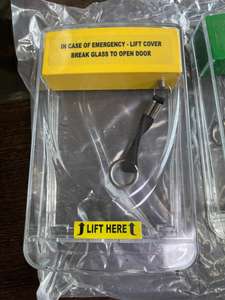 IN CASE OF EMERGENCY - LIFT COVER
BREAK GLASS TO OPEN DOOR
LIFT HERE